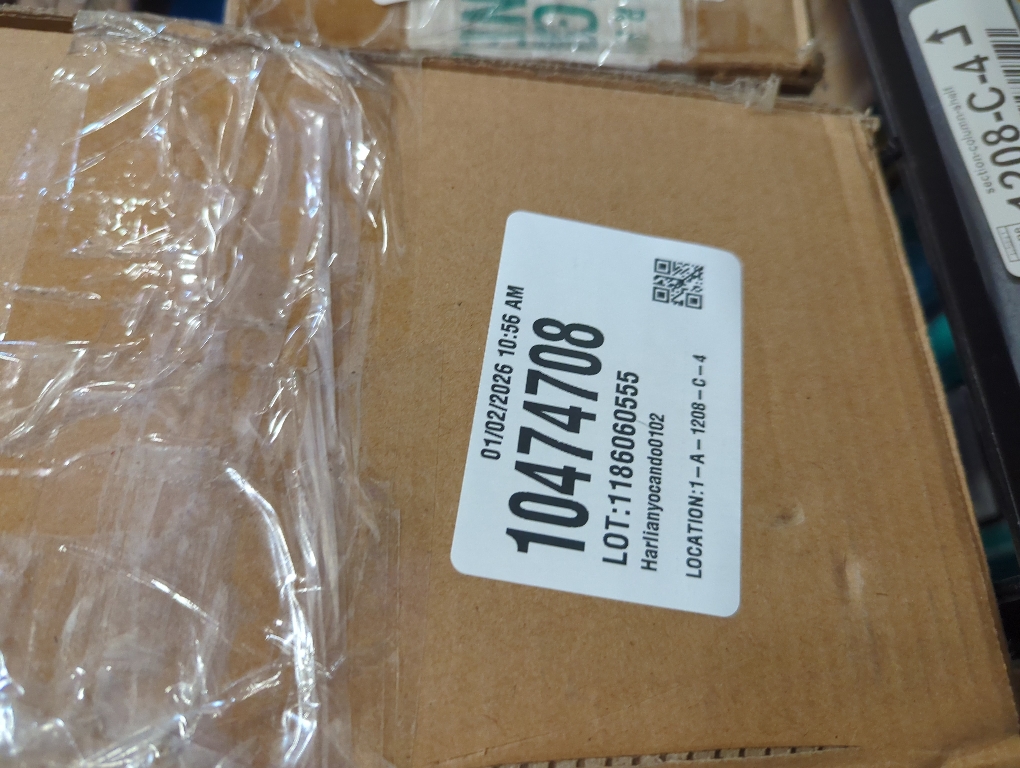 01/02/2026 10:56 AM
10474708
LOT:1186060555
Harlianyocando0102
LOCATION:1-A-1208-C-4
1208-C-4
section-column-shelf